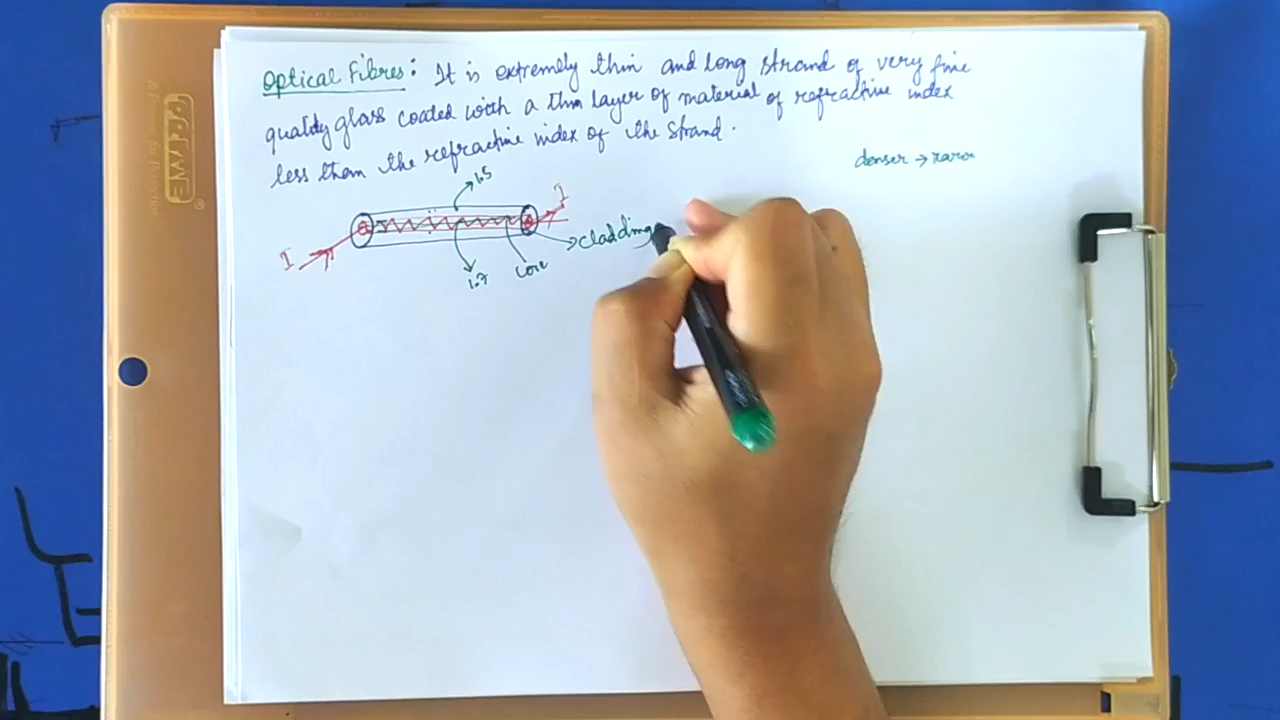 Optical Fibres: It is extremely thin and long strand of very fine
quality glass coated with a thin layer of material of refractive index
less than the refractive index of the strand.
denser → rarer
1.5
I
I
cladding
core
1.7